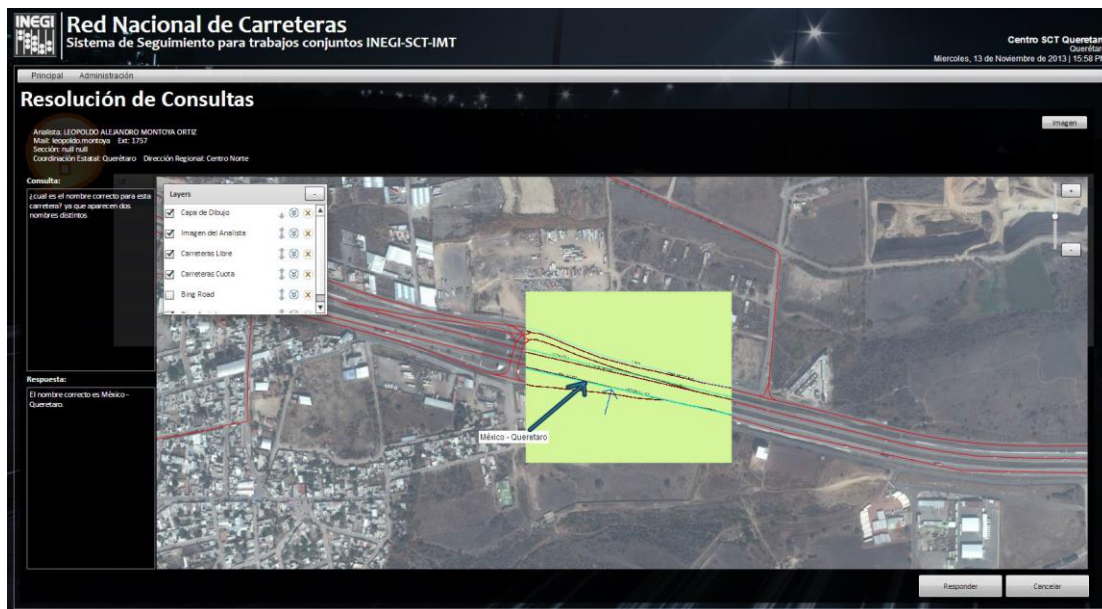 INEGI
Red Nacional de Carreteras
Sistema de Seguimiento para trabajos conjuntos INEGI-SCT-IMT
Centro SCT Queretaro
Querétaro
Miercoles, 13 de Noviembre de 2013 | 15:58 PM
Principal Administración
Resolución de Consultas
Imagen
Analista: LEOPOLDO ALEJANDRO MONTOYA ORTIZ
Mail: leopoldo.montoya Ext: 1757
Sección: null null
Coordinación Estatal: Querétaro Dirección Regional: Centro Norte
Consulta:
¿cual es el nombre correcto para esta
carretera? ya que aparecen dos
nombres distintos
Layers
-
Capa de Dibujo
Imagen del Analista
Carreteras Libre
Carreteras Cuota
Bing Road
+
-
Respuesta:
El nombre correcto es México -
Queretaro.
México - Queretaro
Responder Cancelar